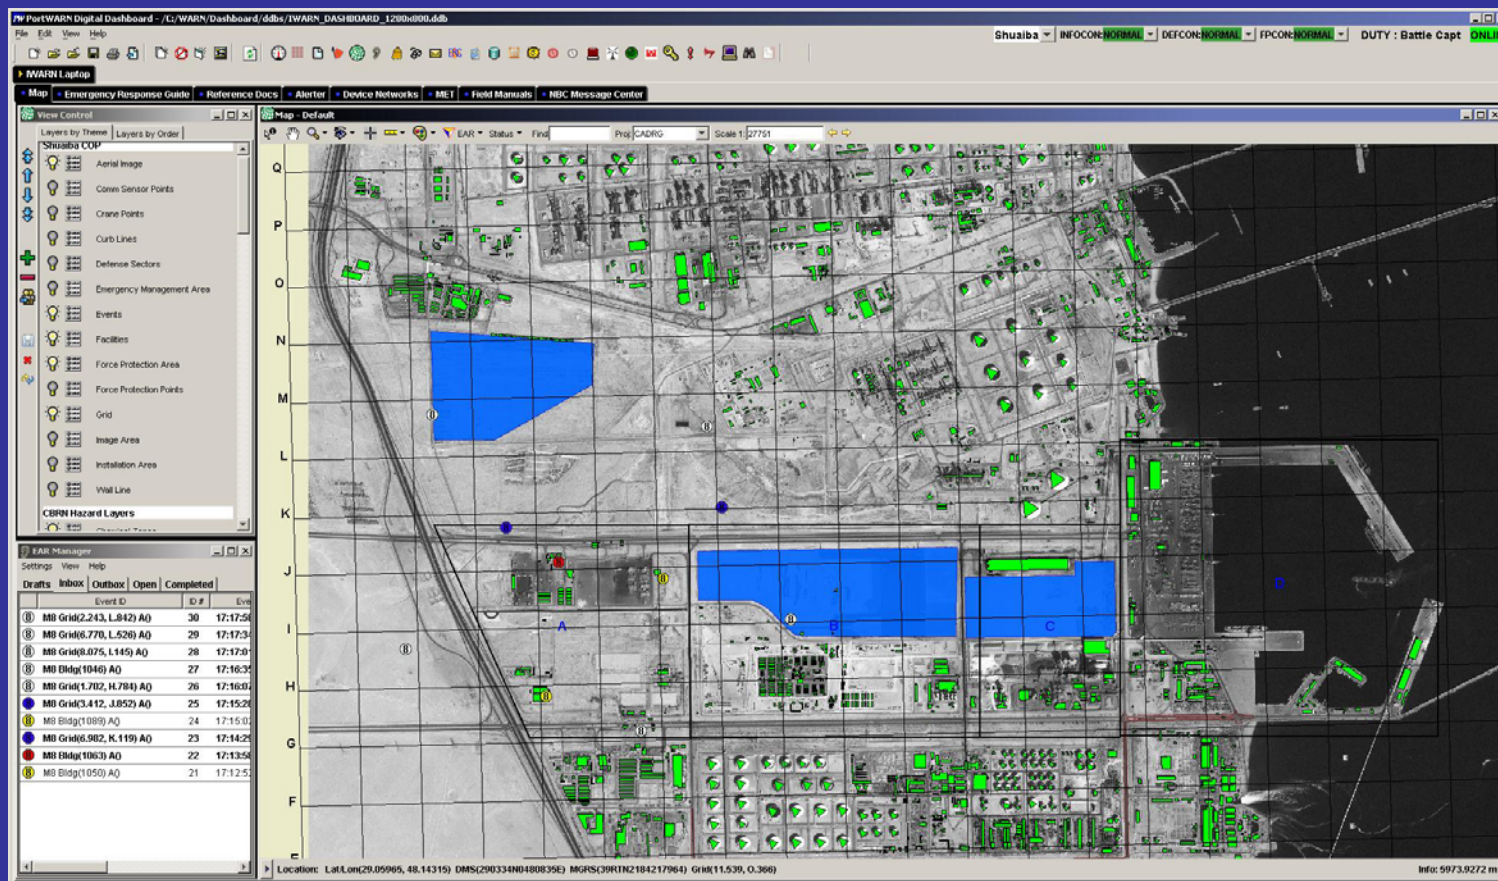 PortWARN Digital Dashboard - /C:/WARN/Dashboard/ddbs/IWARN_DASHBOARD_1280x800.ddb
File Edit View Help
Shuaiba INFOCON: NORMAL DEFCON: NORMAL FPCON: NORMAL DUTY : Battle Capt ONLI
IWARN Laptop
Map Emergency Response Guide Reference Docs Alerter Device Networks MET Field Manuals NBC Message Center
View Control
Layers by Theme Layers by Order
Shuaiba COP
Aerial Image
Comm Sensor Points
Crane Points
Curb Lines
Defense Sectors
Emergency Management Area
Events
Facilities
Force Protection Area
Force Protection Points
Grid
Image Area
Installation Area
Wall Line
CBRN Hazard Layers
EAR Manager
Settings View Help
Drafts Inbox Outbox Open Completed
Event ID ID # Eve
M8 Grid(2.243, L.842) A() 30 17:17:5
M8 Grid(6.770, L.526) A() 29 17:17:3
M8 Grid(8.075, I.145) A() 28 17:17:0
M8 Bldg(1046) A() 27 17:16:3
M8 Grid(1.702, H.784) A() 26 17:16:0
M8 Grid(3.412, J.852) A() 25 17:15:2
M8 Bldg(1089) A() 24 17:15:0
M8 Grid(6.982, K.119) A() 23 17:14:2
M8 Bldg(1063) A() 22 17:13:5
M8 Bldg(1050) A() 21 17:12:5
Map - Default
EAR Status Find Proj CADRG Scale 1: 27751
Q
P
O
N
M
L
K
J
I
H
G
F
A
B
C
D
Location: Lat/Lon(29.05965, 48.14315) DMS(290334N0480835E) MGRS(39RTN2184217964) Grid(11.539, O.366)
Info: 5973.9272 m